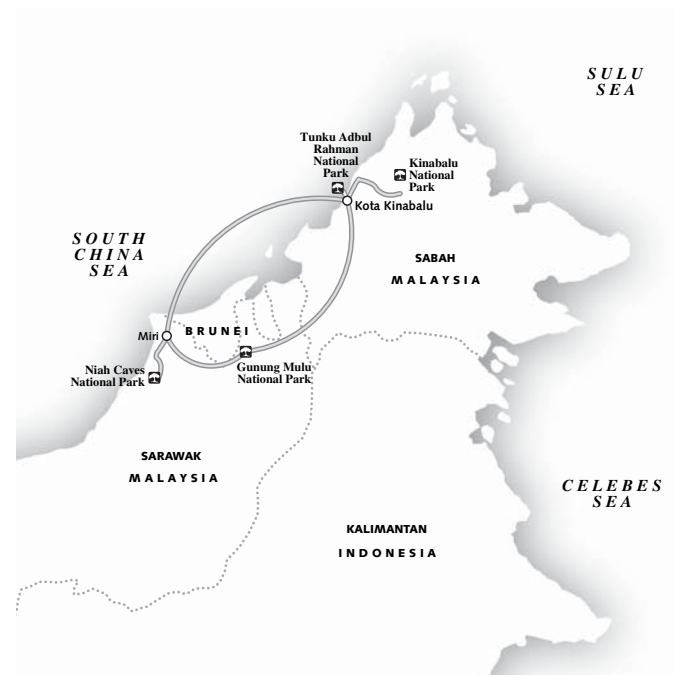 SULU
SEA
Tunku Adbul
Rahman
National
Park
Kinabalu
National
Park
Kota Kinabalu
SOUTH
CHINA
SEA
SABAH
MALAYSIA
Miri
BRUNEI
Niah Caves
National Park
Gunung Mulu
National Park
SARAWAK
MALAYSIA
CELEBES
SEA
KALIMANTAN
INDONESIA